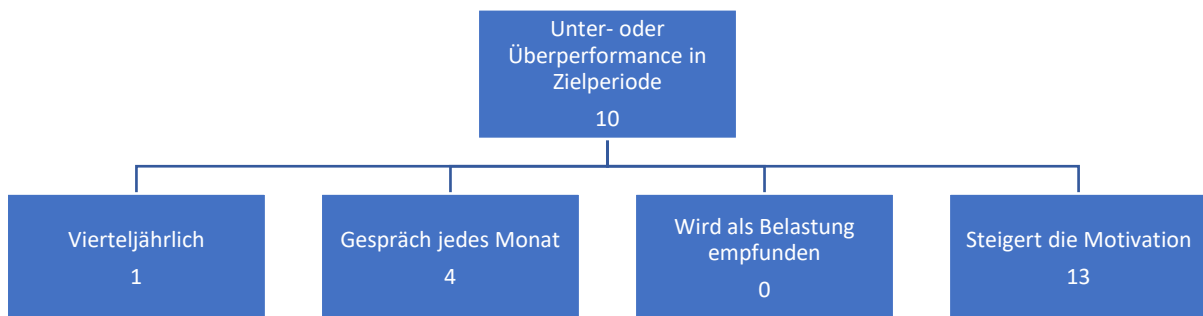 Unter- oder
Überperformance in
Zielperiode
10
Vierteljährlich
1
Gespräch jedes Monat
4
Wird als Belastung
empfunden
0
Steigert die Motivation
13